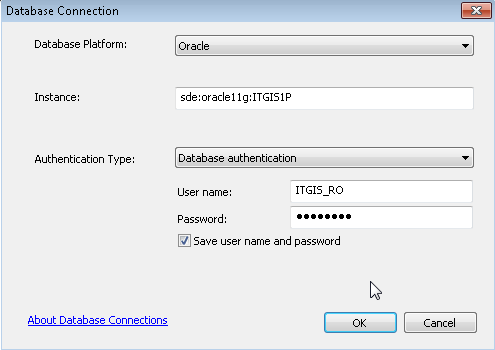 Database Connection
Database Platform: Oracle
Instance: sde:oracle11g:ITGIS1P
Authentication Type: Database authentication
User name: ITGIS_RO
Password: ●●●●●●●●
Save user name and password
About Database Connections
OK Cancel